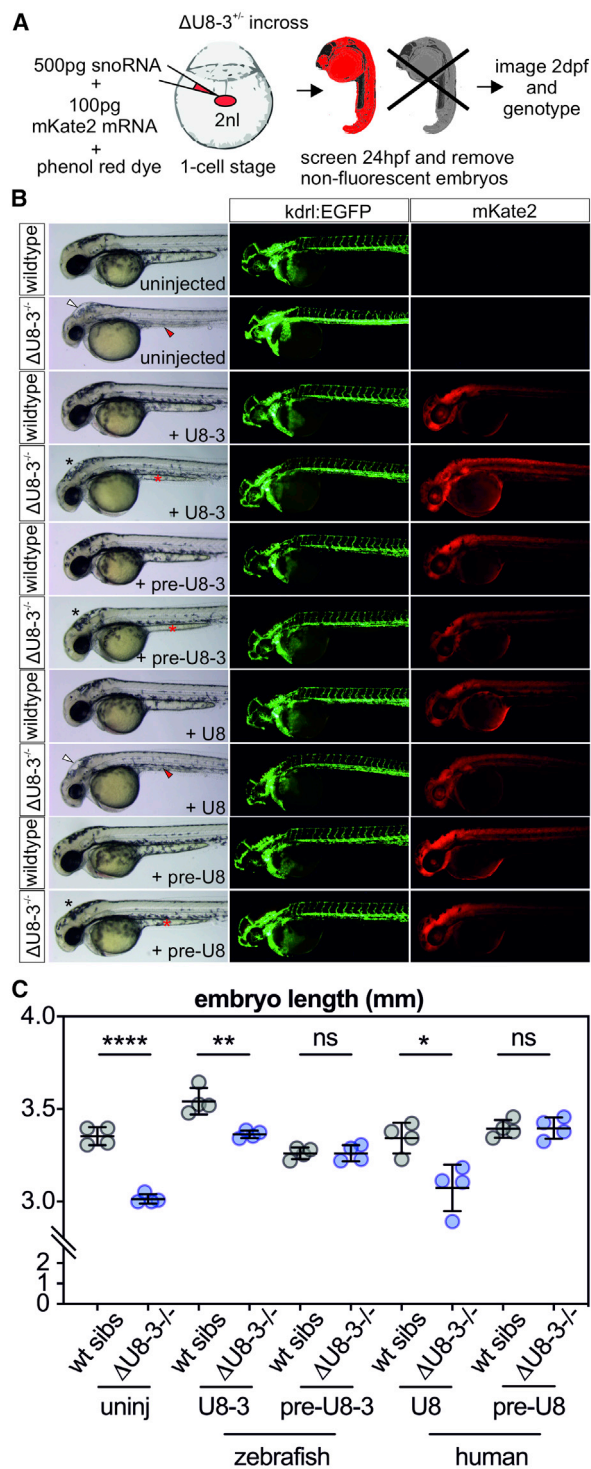 A
ΔU8-3+/- incross
500pg snoRNA
+
100pg
mKate2 mRNA
+
phenol red dye
2nl
1-cell stage
screen 24hpf and remove
non-fluorescent embryos
image 2dpf
and
genotype
B
kdrl:EGFP
mKate2
wildtype
uninjected
ΔU8-3-/-
uninjected
wildtype
+ U8-3
ΔU8-3-/-
*
*
+ U8-3
wildtype
+ pre-U8-3
ΔU8-3-/-
*
*
+ pre-U8-3
wildtype
+ U8
ΔU8-3-/-
+ U8
wildtype
+ pre-U8
ΔU8-3-/-
*
*
+ pre-U8
C
embryo length (mm)
4.0
3.5
3.0
2
1
0
**** ** ns * ns
wt sibs ΔU8-3-/- wt sibs ΔU8-3-/- wt sibs ΔU8-3-/- wt sibs ΔU8-3-/- wt sibs ΔU8-3-/-
uninj U8-3 pre-U8-3 U8 pre-U8
zebrafish human